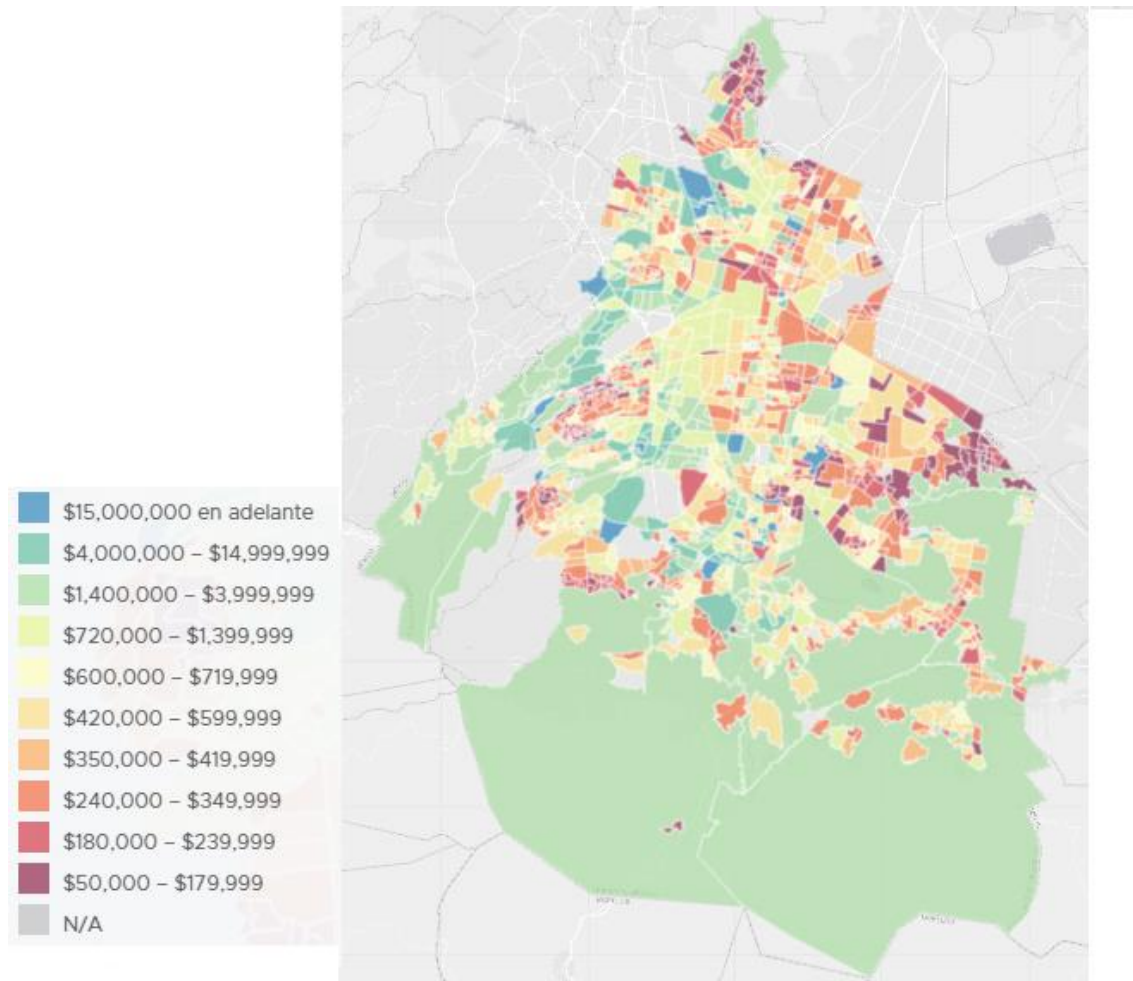 $15,000,000 en adelante
$4,000,000 – $14,999,999
$1,400,000 – $3,999,999
$720,000 – $1,399,999
$600,000 – $719,999
$420,000 – $599,999
$350,000 – $419,999
$240,000 – $349,999
$180,000 – $239,999
$50,000 – $179,999
N/A